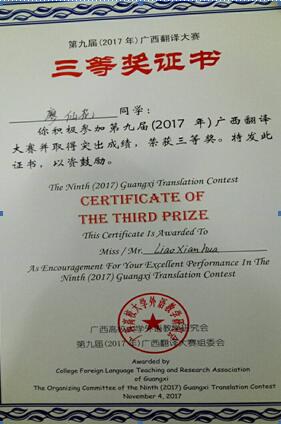 第九届(2017年)广西翻译大赛
三等奖证书
廖仙 同学:
你积极参加第九届(2017 年)广西翻译
大赛并取得突出成绩，荣获三等奖。特发此
证书，以资鼓励。
The Ninth (2017) Guangxi Translation Contest
CERTIFICATE OF
THE THIRD PRIZE
This Certificate Is Awarded To
Miss / Mr. Liao Xianhua
As Encouragement For Your Excellent Performance In The
Ninth (2017) Guangxi Translation Contest
广西高校大学外语教学研究会
第九届(2017年)广西翻译大赛组委会
Awarded by
College Foreign Language Teaching and Research Association
of Guangxi
The Organizing Committee of the Ninth (2017) Guangxi Translation Contest
November 4, 2017